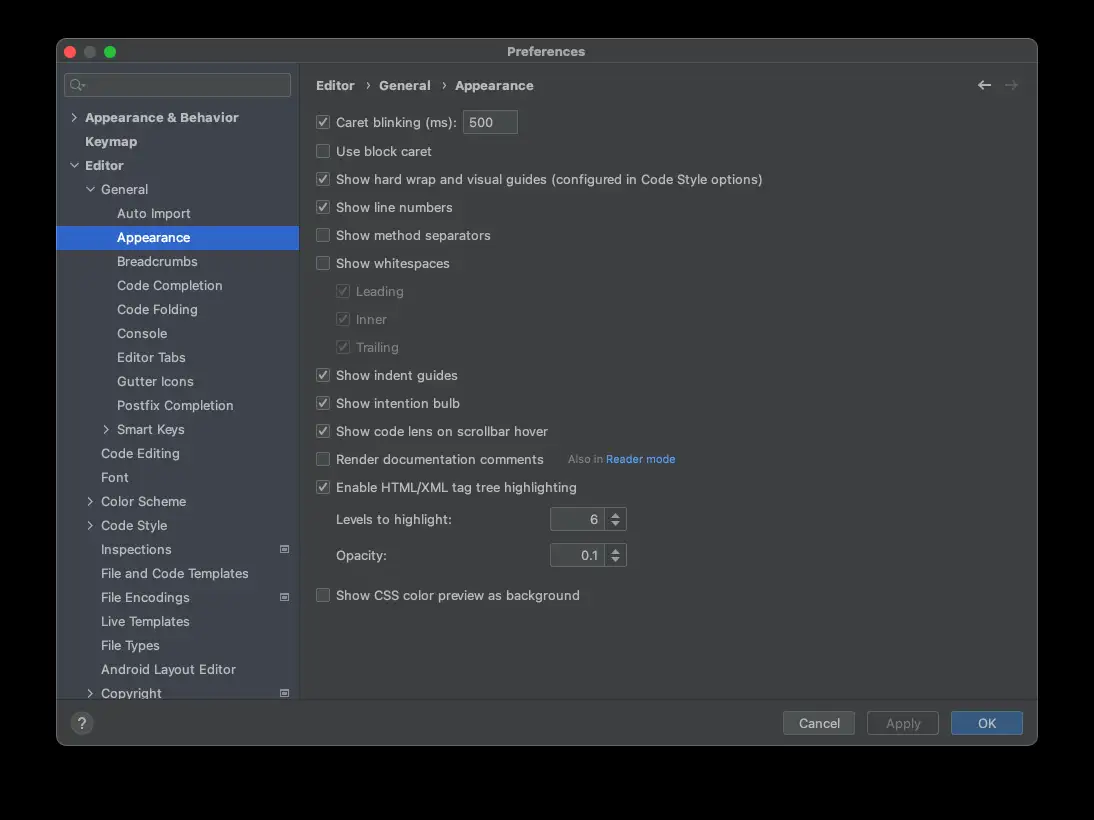 Preferences
Appearance & Behavior
Keymap
Editor
General
Auto Import
Appearance
Breadcrumbs
Code Completion
Code Folding
Console
Editor Tabs
Gutter Icons
Postfix Completion
Smart Keys
Code Editing
Font
Color Scheme
Code Style
Inspections
File and Code Templates
File Encodings
Live Templates
File Types
Android Layout Editor
Copyright
Editor › General › Appearance
Caret blinking (ms): 500
Use block caret
Show hard wrap and visual guides (configured in Code Style options)
Show line numbers
Show method separators
Show whitespaces
Leading
Inner
Trailing
Show indent guides
Show intention bulb
Show code lens on scrollbar hover
Render documentation comments Also in Reader mode
Enable HTML/XML tag tree highlighting
Levels to highlight: 6
Opacity: 0.1
Show CSS color preview as background
? Cancel Apply OK